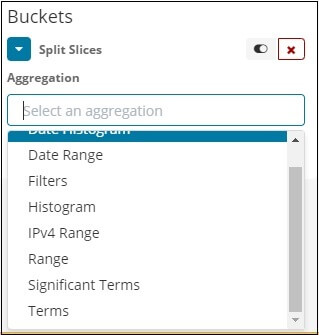 Buckets
Split Slices
Aggregation
Select an aggregation
Date Histogram
Date Range
Filters
Histogram
IPv4 Range
Range
Significant Terms
Terms